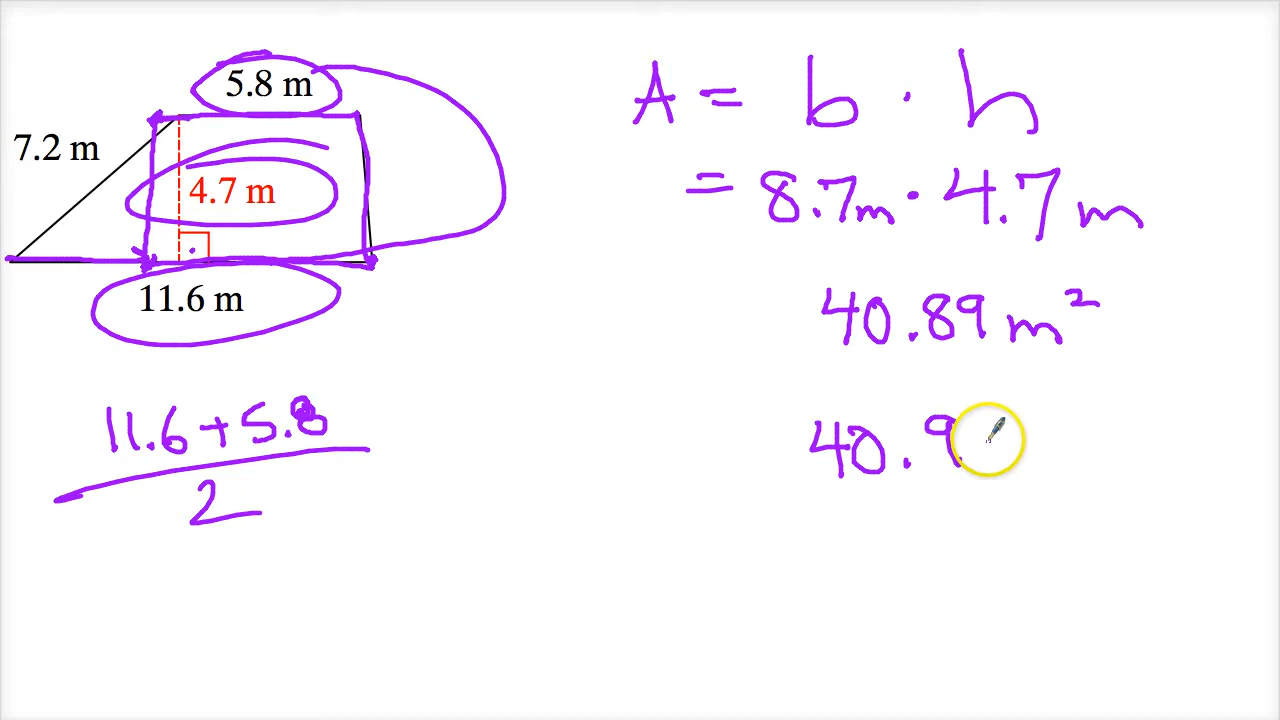 5.8 m
7.2 m
4.7 m
11.6 m
11.6 + 5.8
2
A = b · h
= 8.7m · 4.7m
40.89 m²
40.9